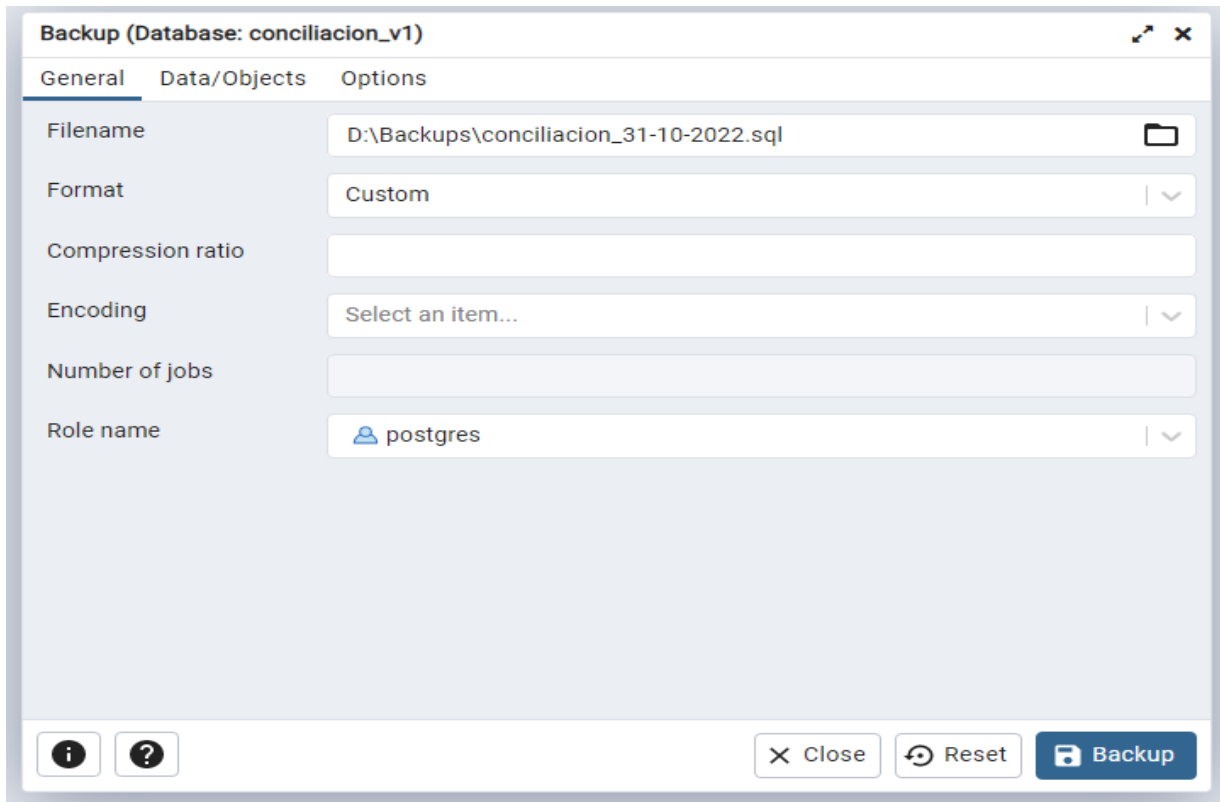 Backup (Database: conciliacion_v1)
General Data/Objects Options
Filename D:\Backups\conciliacion_31-10-2022.sql
Format Custom
Compression ratio
Encoding Select an item...
Number of jobs
Role name postgres
Close Reset Backup